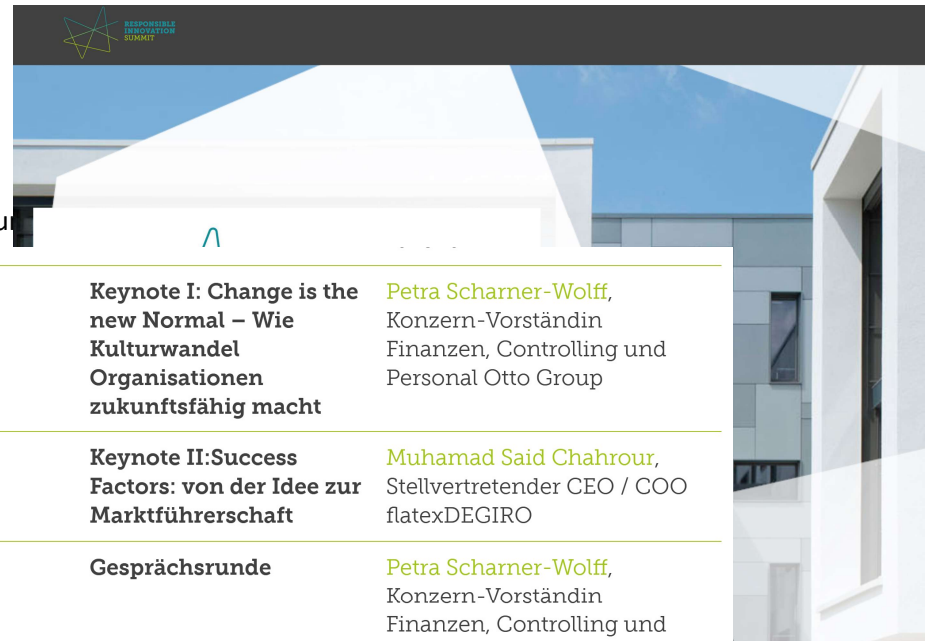 RESPONSIBLE
INNOVATION
SUMMIT
Keynote I: Change is the
new Normal – Wie
Kulturwandel
Organisationen
zukunftsfähig macht
Petra Scharner-Wolff,
Konzern-Vorständin
Finanzen, Controlling und
Personal Otto Group
Keynote II:Success
Factors: von der Idee zur
Marktführerschaft
Muhamad Said Chahrour,
Stellvertretender CEO / COO
flatexDEGIRO
Gesprächsrunde
Petra Scharner-Wolff,
Konzern-Vorständin
Finanzen, Controlling und